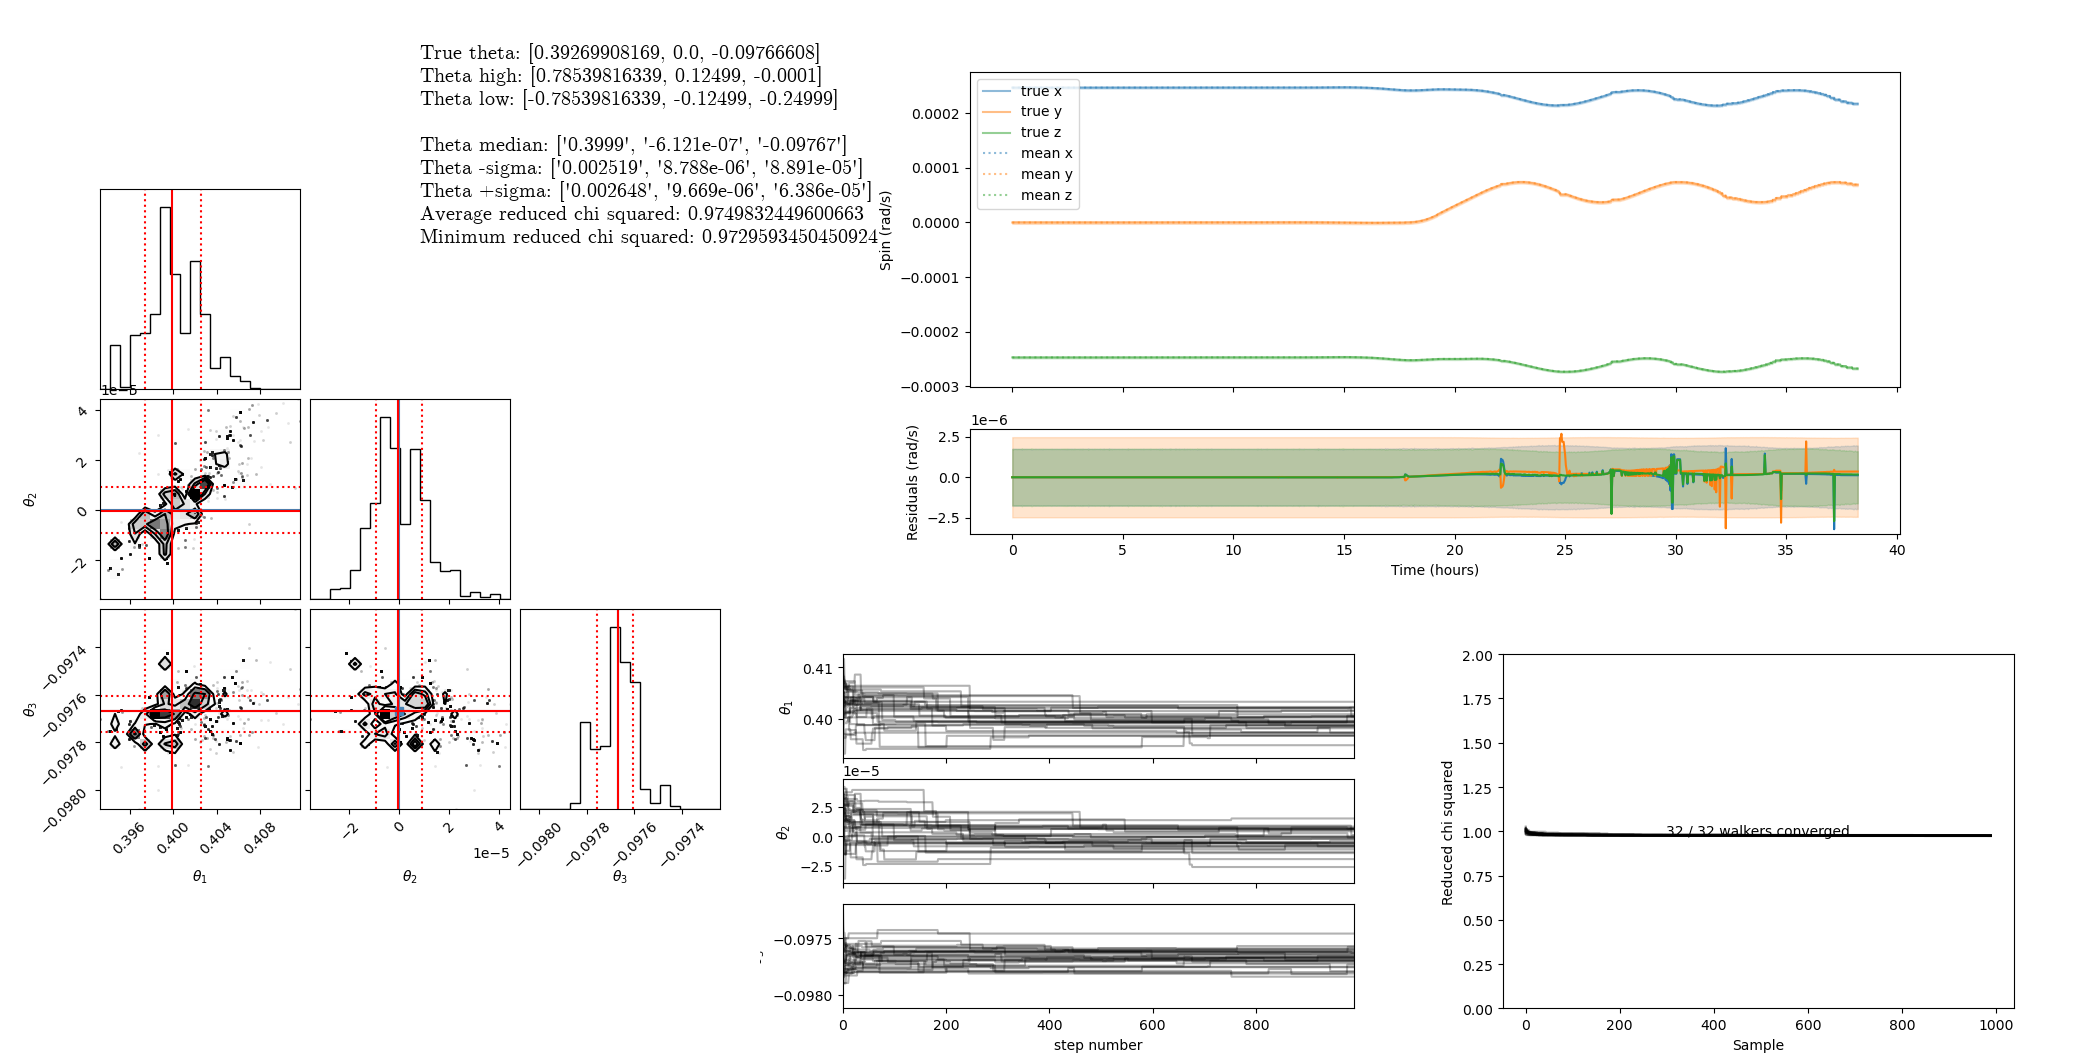 True theta: [0.39269908169, 0.0, -0.09766608]
Theta high: [0.78539816339, 0.12499, -0.0001]
Theta low: [-0.78539816339, -0.12499, -0.24999]
Theta median: ['0.3999', '-6.121e-07', '-0.09767']
Theta -sigma: ['0.002519', '8.788e-06', '8.891e-05']
Theta +sigma: ['0.002648', '9.669e-06', '6.386e-05']
Average reduced chi squared: 0.9749832449600663
Minimum reduced chi squared: 0.9729593450450924
1e−5
θ₂
4
2
0
−2
θ₃
−0.0974
−0.0976
−0.0978
−0.0980
0.396
0.400
0.404
0.408
θ₁
−2
0
2
4
1e−5
θ₂
−0.0980
−0.0978
−0.0976
−0.0974
θ₃
true x
true y
true z
mean x
mean y
mean z
Spin (rad/s)
0.0002
0.0001
0.0000
−0.0001
−0.0002
−0.0003
1e−6
Residuals (rad/s)
2.5
0.0
−2.5
0
5
10
15
20
25
30
35
40
Time (hours)
θ₁
0.41
0.40
1e−5
θ₂
2.5
0.0
−2.5
−0.0975
−0.0980
0
200
400
600
800
step number
Reduced chi squared
2.00
1.75
1.50
1.25
1.00
0.75
0.50
0.25
0.00
32 / 32 walkers converged
0
200
400
600
800
1000
Sample